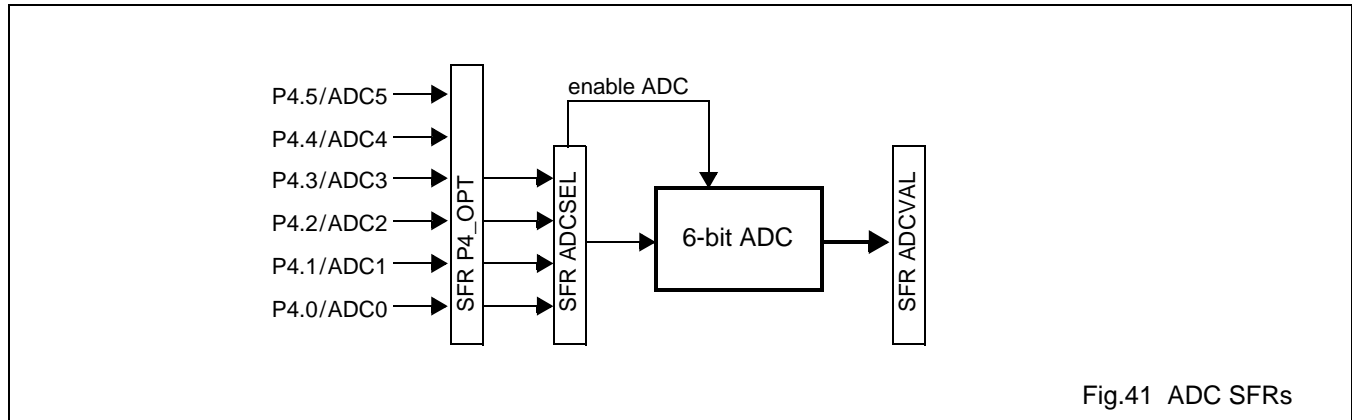 enable ADC
P4.5/ADC5
P4.4/ADC4
P4.3/ADC3
P4.2/ADC2
P4.1/ADC1
P4.0/ADC0
SFR P4_OPT
SFR ADCSEL
6-bit ADC
SFR ADCVAL
Fig.41 ADC SFRs